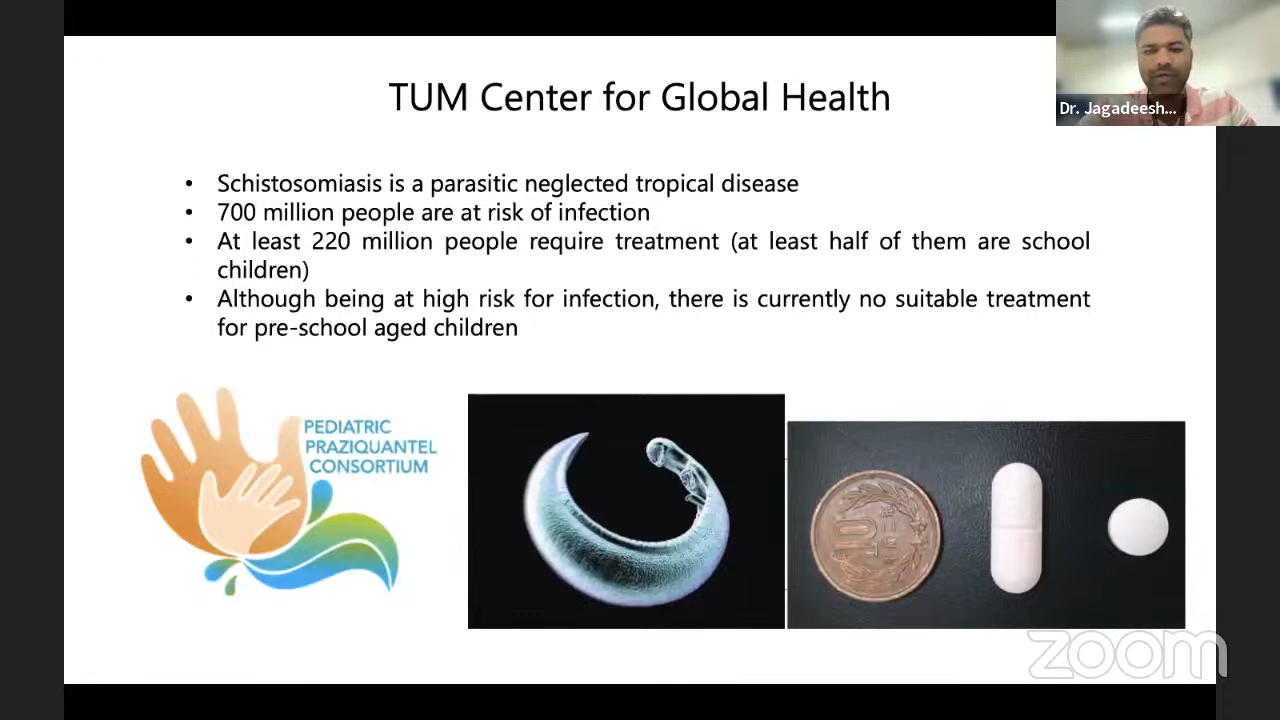 TUM Center for Global Health
Dr. Jagadeesh...
• Schistosomiasis is a parasitic neglected tropical disease
• 700 million people are at risk of infection
• At least 220 million people require treatment (at least half of them are school
children)
• Although being at high risk for infection, there is currently no suitable treatment
for pre-school aged children
PEDIATRIC
PRAZIQUANTEL
CONSORTIUM
10
zoom